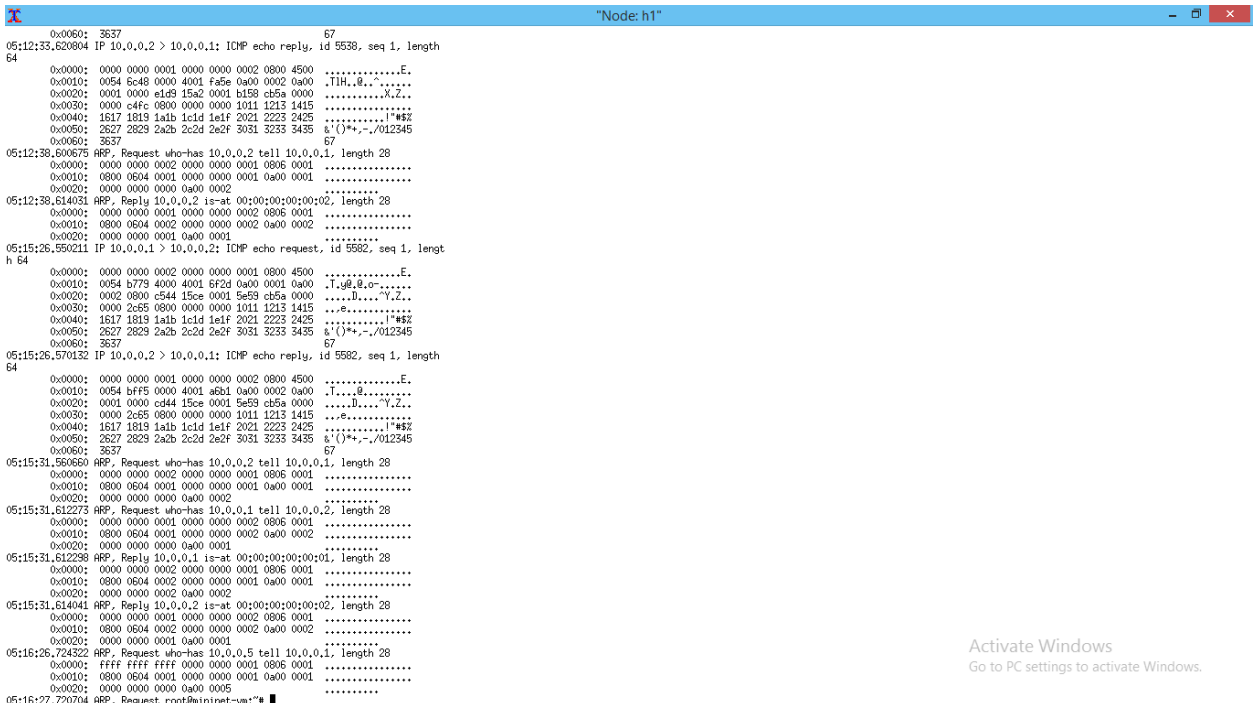 "Node: h1"
0x0060: 3637 67
05:12:33.620804 IP 10.0.0.2 > 10.0.0.1: ICMP echo reply, id 5538, seq 1, length
64
0x0000: 0000 0000 0001 0000 0000 0002 0800 4500 ..............E.
0x0010: 0054 6c48 0000 4001 fa5e 0a00 0002 0a00 .TlH..@..^......
0x0020: 0001 0000 e1d9 15a2 0001 b158 cb5a 0000 ...........X.Z..
0x0030: 0000 c4fc 0800 0000 0000 1011 1213 1415 ................
0x0040: 1617 1819 1a1b 1c1d 1e1f 2021 2223 2425 ...........!"#$%
0x0050: 2627 2829 2a2b 2c2d 2e2f 3031 3233 3435 &'()*+,-./012345
0x0060: 3637 67
05:12:38.600675 ARP, Request who-has 10.0.0.2 tell 10.0.0.1, length 28
0x0000: 0000 0000 0002 0000 0000 0001 0806 0001 ................
0x0010: 0800 0604 0001 0000 0000 0001 0a00 0001 ................
0x0020: 0000 0000 0000 0a00 0002 ..........
05:12:38.614031 ARP, Reply 10.0.0.2 is-at 00:00:00:00:00:02, length 28
0x0000: 0000 0000 0001 0000 0000 0002 0806 0001 ................
0x0010: 0800 0604 0002 0000 0000 0002 0a00 0002 ................
0x0020: 0000 0000 0001 0a00 0001 ..........
05:15:26.550211 IP 10.0.0.1 > 10.0.0.2: ICMP echo request, id 5582, seq 1, lengt
h 64
0x0000: 0000 0000 0002 0000 0000 0001 0800 4500 ..............E.
0x0010: 0054 b779 4000 4001 6f2d 0a00 0001 0a00 .T.y@.@.o-......
0x0020: 0002 0800 c544 15ce 0001 5e59 cb5a 0000 .....D....^Y.Z..
0x0030: 0000 2c65 0800 0000 0000 1011 1213 1415 ..,e............
0x0040: 1617 1819 1a1b 1c1d 1e1f 2021 2223 2425 ...........!"#$%
0x0050: 2627 2829 2a2b 2c2d 2e2f 3031 3233 3435 &'()*+,-./012345
0x0060: 3637 67
05:15:26.570132 IP 10.0.0.2 > 10.0.0.1: ICMP echo reply, id 5582, seq 1, length
64
0x0000: 0000 0000 0001 0000 0000 0002 0800 4500 ..............E.
0x0010: 0054 bff5 0000 4001 a6b1 0a00 0002 0a00 .T....@.........
0x0020: 0001 0000 cd44 15ce 0001 5e59 cb5a 0000 .....D....^Y.Z..
0x0030: 0000 2c65 0800 0000 0000 1011 1213 1415 ..,e............
0x0040: 1617 1819 1a1b 1c1d 1e1f 2021 2223 2425 ...........!"#$%
0x0050: 2627 2829 2a2b 2c2d 2e2f 3031 3233 3435 &'()*+,-./012345
0x0060: 3637 67
05:15:31.560660 ARP, Request who-has 10.0.0.2 tell 10.0.0.1, length 28
0x0000: 0000 0000 0002 0000 0000 0001 0806 0001 ................
0x0010: 0800 0604 0001 0000 0000 0001 0a00 0001 ................
0x0020: 0000 0000 0000 0a00 0002 ..........
05:15:31.612273 ARP, Request who-has 10.0.0.1 tell 10.0.0.2, length 28
0x0000: 0000 0000 0001 0000 0000 0002 0806 0001 ................
0x0010: 0800 0604 0001 0000 0000 0002 0a00 0002 ................
0x0020: 0000 0000 0000 0a00 0001 ..........
05:15:31.612298 ARP, Reply 10.0.0.1 is-at 00:00:00:00:00:01, length 28
0x0000: 0000 0000 0002 0000 0000 0001 0806 0001 ................
0x0010: 0800 0604 0002 0000 0000 0001 0a00 0001 ................
0x0020: 0000 0000 0002 0a00 0002 ..........
05:15:31.614041 ARP, Reply 10.0.0.2 is-at 00:00:00:00:00:02, length 28
0x0000: 0000 0000 0001 0000 0000 0002 0806 0001 ................
0x0010: 0800 0604 0002 0000 0000 0002 0a00 0002 ................
0x0020: 0000 0000 0001 0a00 0001 ..........
05:16:26.724322 ARP, Request who-has 10.0.0.5 tell 10.0.0.1, length 28
0x0000: ffff ffff ffff 0000 0000 0001 0806 0001 ................
0x0010: 0800 0604 0001 0000 0000 0001 0a00 0001 ................
0x0020: 0000 0000 0000 0a00 0005 ..........
05:16:27.720704 ARP, Request root@mininet-vm:~#
Activate Windows
Go to PC settings to activate Windows.